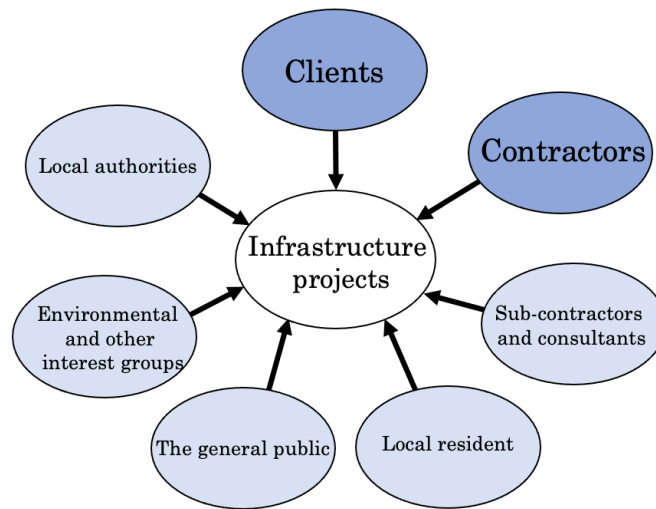 Clients
Contractors
Local authorities
Infrastructure
projects
Environmental
and other
interest groups
Sub-contractors
and consultants
The general public
Local resident